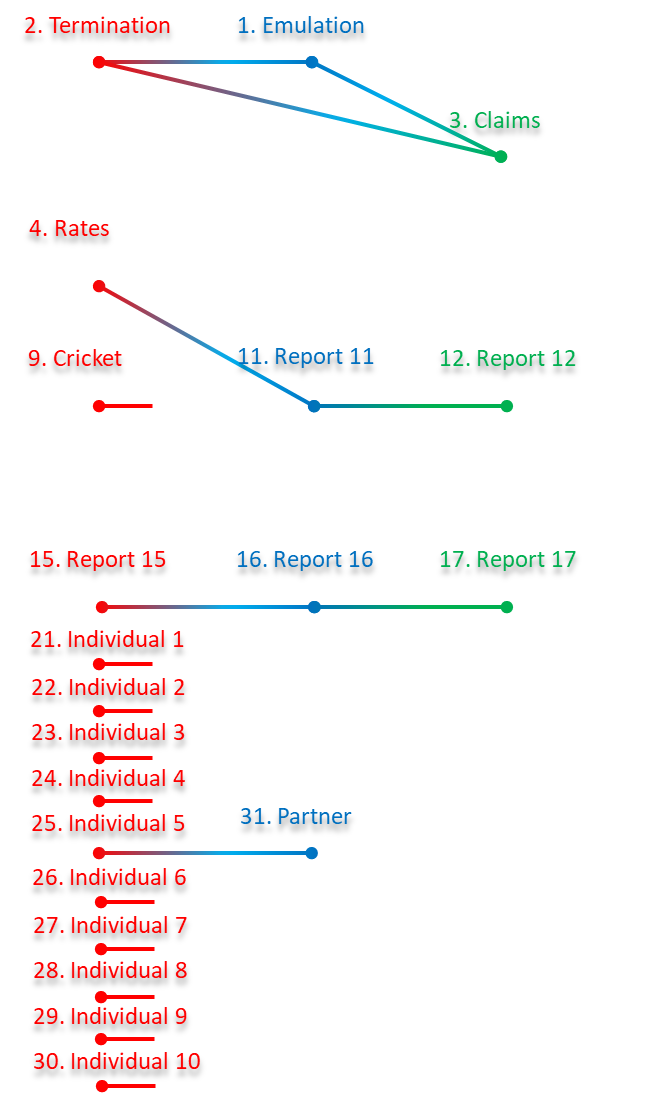 2. Termination
1. Emulation
3. Claims
4. Rates
9. Cricket
11. Report 11
12. Report 12
15. Report 15
16. Report 16
17. Report 17
21. Individual 1
22. Individual 2
23. Individual 3
24. Individual 4
25. Individual 5
31. Partner
26. Individual 6
27. Individual 7
28. Individual 8
29. Individual 9
30. Individual 10